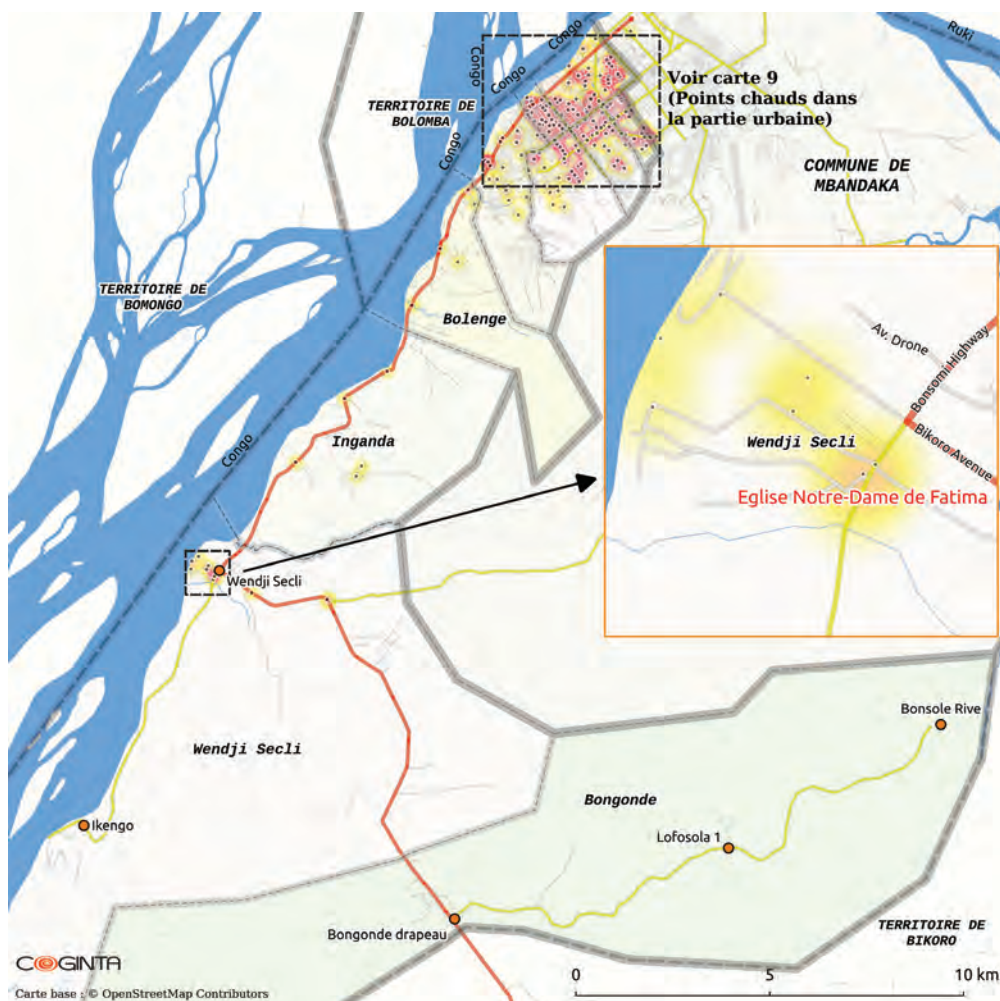 Congo
Ruki
Congo
Congo
Voir carte 9
(Points chauds dans
la partie urbaine)
TERRITOIRE DE
BOLOMBA
Congo
Congo
COMMUNE DE
MBANDAKA
TERRITOIRE DE
BOMONGO
Bolenge
Av. Drone
Bonsomi Highway
Inganda
Congo
Wendji Secli
Bikoro Avenue
Eglise Notre-Dame de Fatima
Wendji Secli
Bonsole Rive
Wendji Secli
Bongonde
Ikengo
Lofosola 1
Bongonde drapeau
TERRITOIRE DE
BIKORO
COGINTA
0 5 10 km
Carte base : © OpenStreetMap Contributors